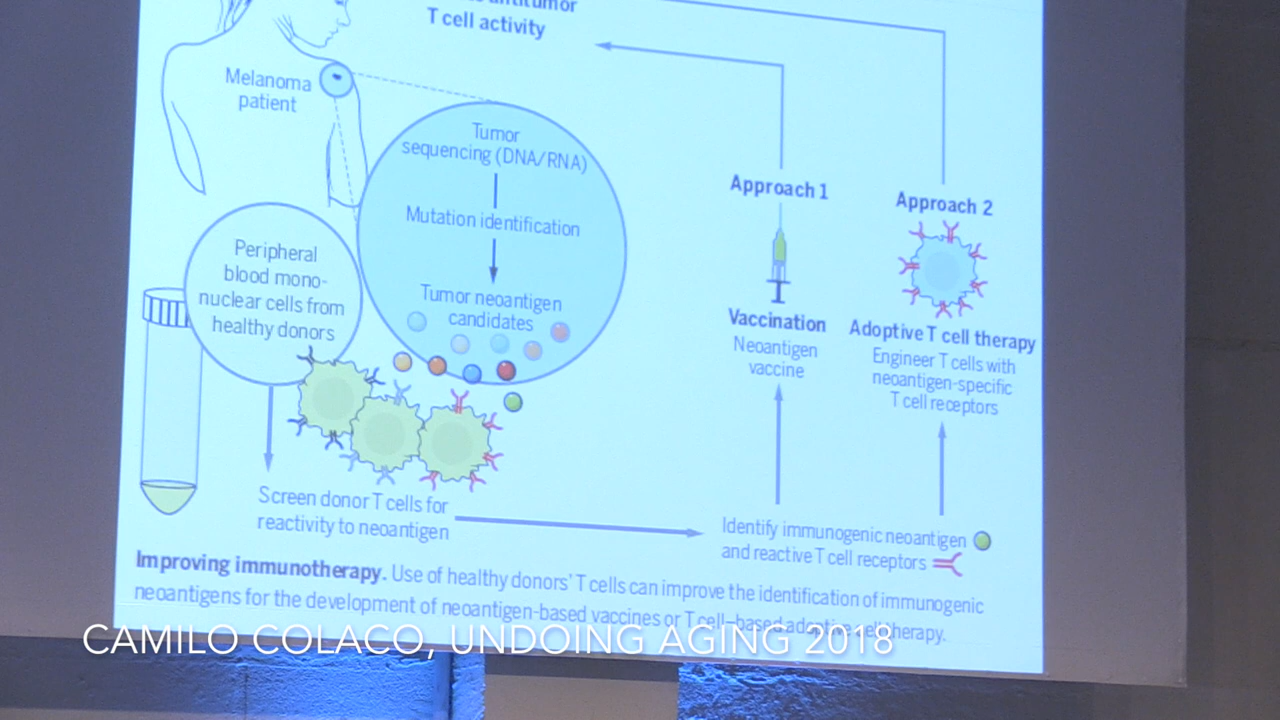 antitumor
T cell activity
Melanoma
patient
Tumor
sequencing (DNA/RNA)
Mutation identification
Tumor neoantigen
candidates
Peripheral
blood mono-
nuclear cells from
healthy donors
Approach 1
Vaccination
Neoantigen
vaccine
Approach 2
Adoptive T cell therapy
Engineer T cells with
neoantigen-specific
T cell receptors
Screen donor T cells for
reactivity to neoantigen
Identify immunogenic neoantigen
and reactive T cell receptors
Improving immunotherapy. Use of healthy donors' T cells can improve the identification of immunogenic
neoantigens for the development of neoantigen-based vaccines or T cell–based adoptive cell therapy.
CAMILO COLACO, UNDOING AGING 2018